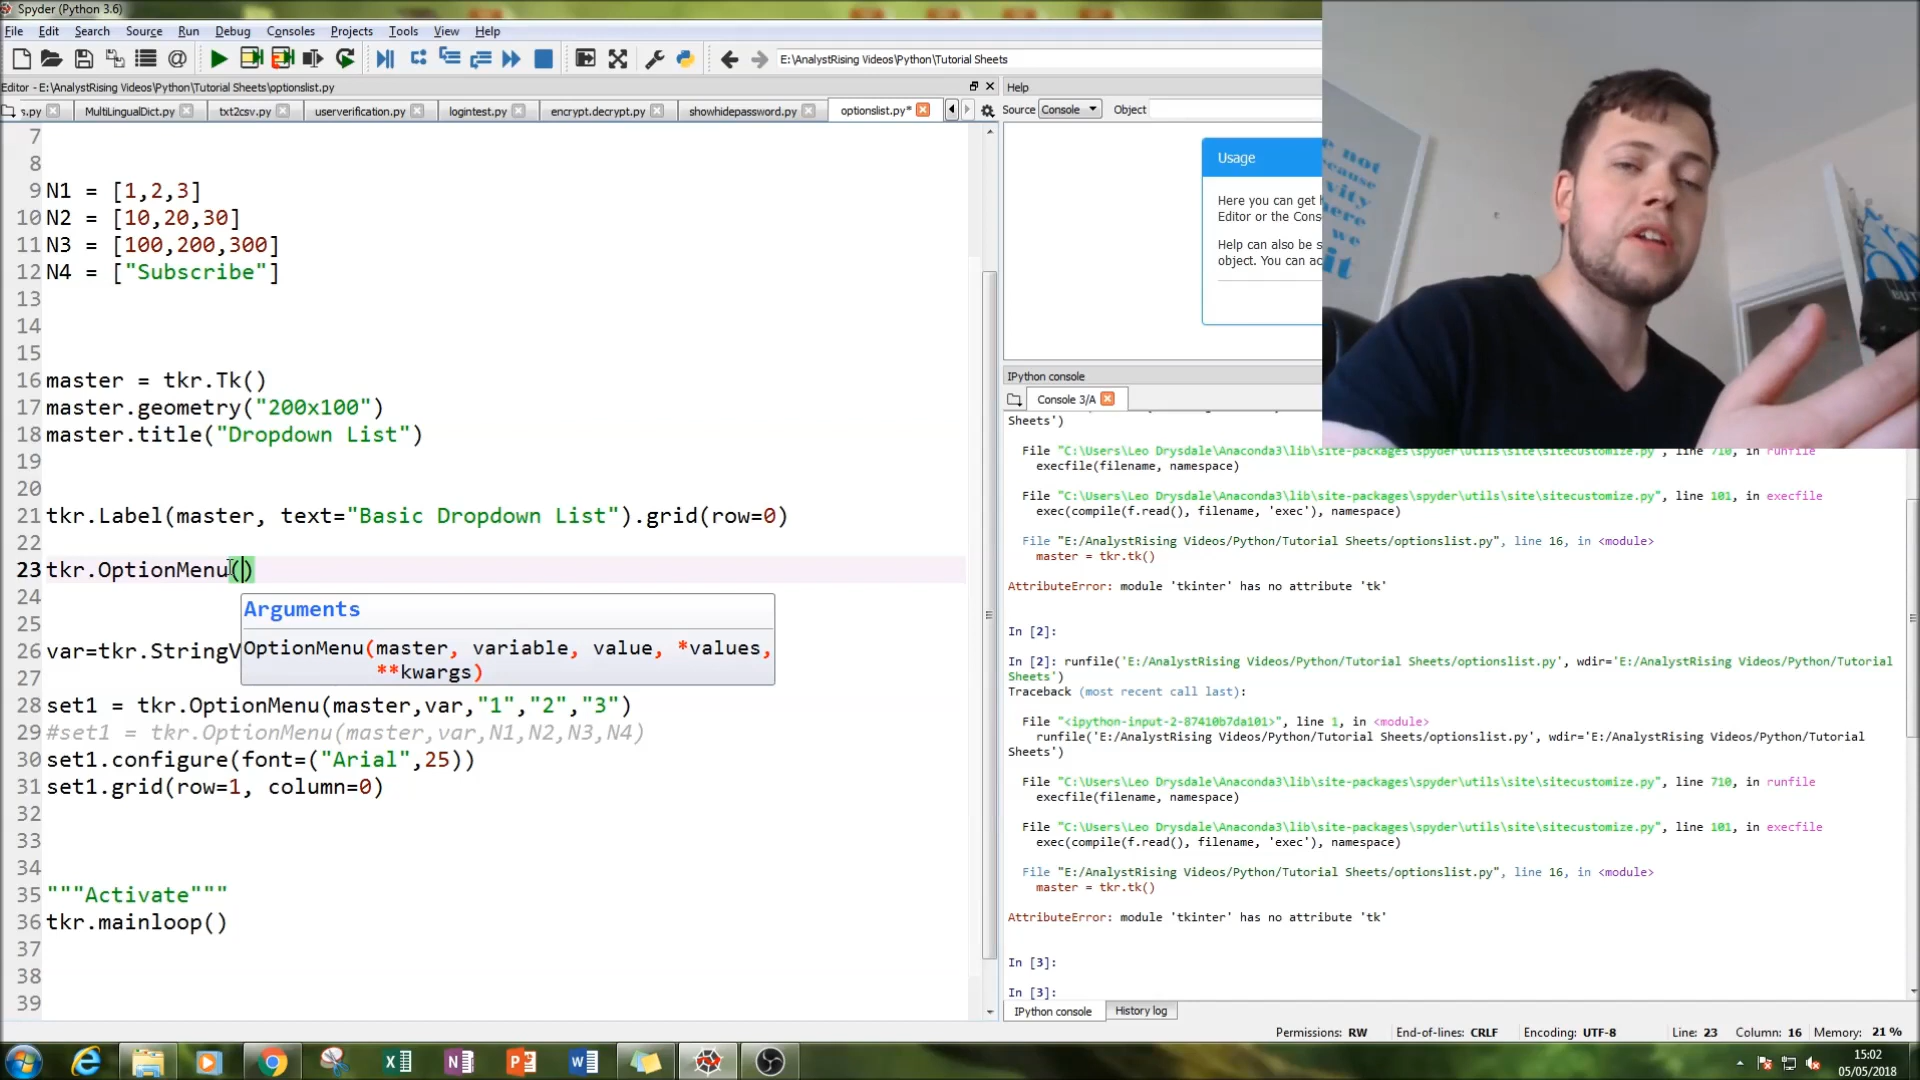 Spyder (Python 3.6)
File Edit Search Source Run Debug Consoles Projects Tools View Help
E:\AnalystRising Videos\Python\Tutorial Sheets
Editor - E:\AnalystRising Videos\Python\Tutorial Sheets\optionslist.py
Help
s.py MultiLingualDict.py txt2csv.py userverification.py logintest.py encrypt.decrypt.py showhidepassword.py optionslist.py*
Source Console Object
Usage
Here you can get h
Editor or the Cons
Help can also be s
object. You can ac
e not
because
vity
here
we
it
7
8
9 N1 = [1,2,3]
10 N2 = [10,20,30]
11 N3 = [100,200,300]
12 N4 = ["Subscribe"]
13
14
15
16 master = tkr.Tk()
17 master.geometry("200x100")
18 master.title("Dropdown List")
19
20
21 tkr.Label(master, text="Basic Dropdown List").grid(row=0)
22
23 tkr.OptionMenu()
24
Arguments
25
OptionMenu(master, variable, value, *values,
**kwargs)
26 var=tkr.StringV
27
28 set1 = tkr.OptionMenu(master,var,"1","2","3")
29 #set1 = tkr.OptionMenu(master,var,N1,N2,N3,N4)
30 set1.configure(font=("Arial",25))
31 set1.grid(row=1, column=0)
32
33
34
35 """Activate"""
36 tkr.mainloop()
37
38
39
IPython console
Console 3/A
Sheets')
File "C:\Users\Leo Drysdale\Anaconda3\lib\site-packages\spyder\utils\site\sitecustomize.py", line 710, in runfile
execfile(filename, namespace)
File "C:\Users\Leo Drysdale\Anaconda3\lib\site-packages\spyder\utils\site\sitecustomize.py", line 101, in execfile
exec(compile(f.read(), filename, 'exec'), namespace)
File "E:/AnalystRising Videos/Python/Tutorial Sheets/optionslist.py", line 16, in <module>
master = tkr.tk()
AttributeError: module 'tkinter' has no attribute 'tk'
In [2]:
In [2]: runfile('E:/AnalystRising Videos/Python/Tutorial Sheets/optionslist.py', wdir='E:/AnalystRising Videos/Python/Tutorial
Sheets')
Traceback (most recent call last):
File "<ipython-input-2-87410b7da101>", line 1, in <module>
runfile('E:/AnalystRising Videos/Python/Tutorial Sheets/optionslist.py', wdir='E:/AnalystRising Videos/Python/Tutorial
Sheets')
File "C:\Users\Leo Drysdale\Anaconda3\lib\site-packages\spyder\utils\site\sitecustomize.py", line 710, in runfile
execfile(filename, namespace)
File "C:\Users\Leo Drysdale\Anaconda3\lib\site-packages\spyder\utils\site\sitecustomize.py", line 101, in execfile
exec(compile(f.read(), filename, 'exec'), namespace)
File "E:/AnalystRising Videos/Python/Tutorial Sheets/optionslist.py", line 16, in <module>
master = tkr.tk()
AttributeError: module 'tkinter' has no attribute 'tk'
In [3]:
In [3]:
IPython console History log
Permissions: RW End-of-lines: CRLF Encoding: UTF-8 Line: 23 Column: 16 Memory: 21 %
15:02
05/05/2018